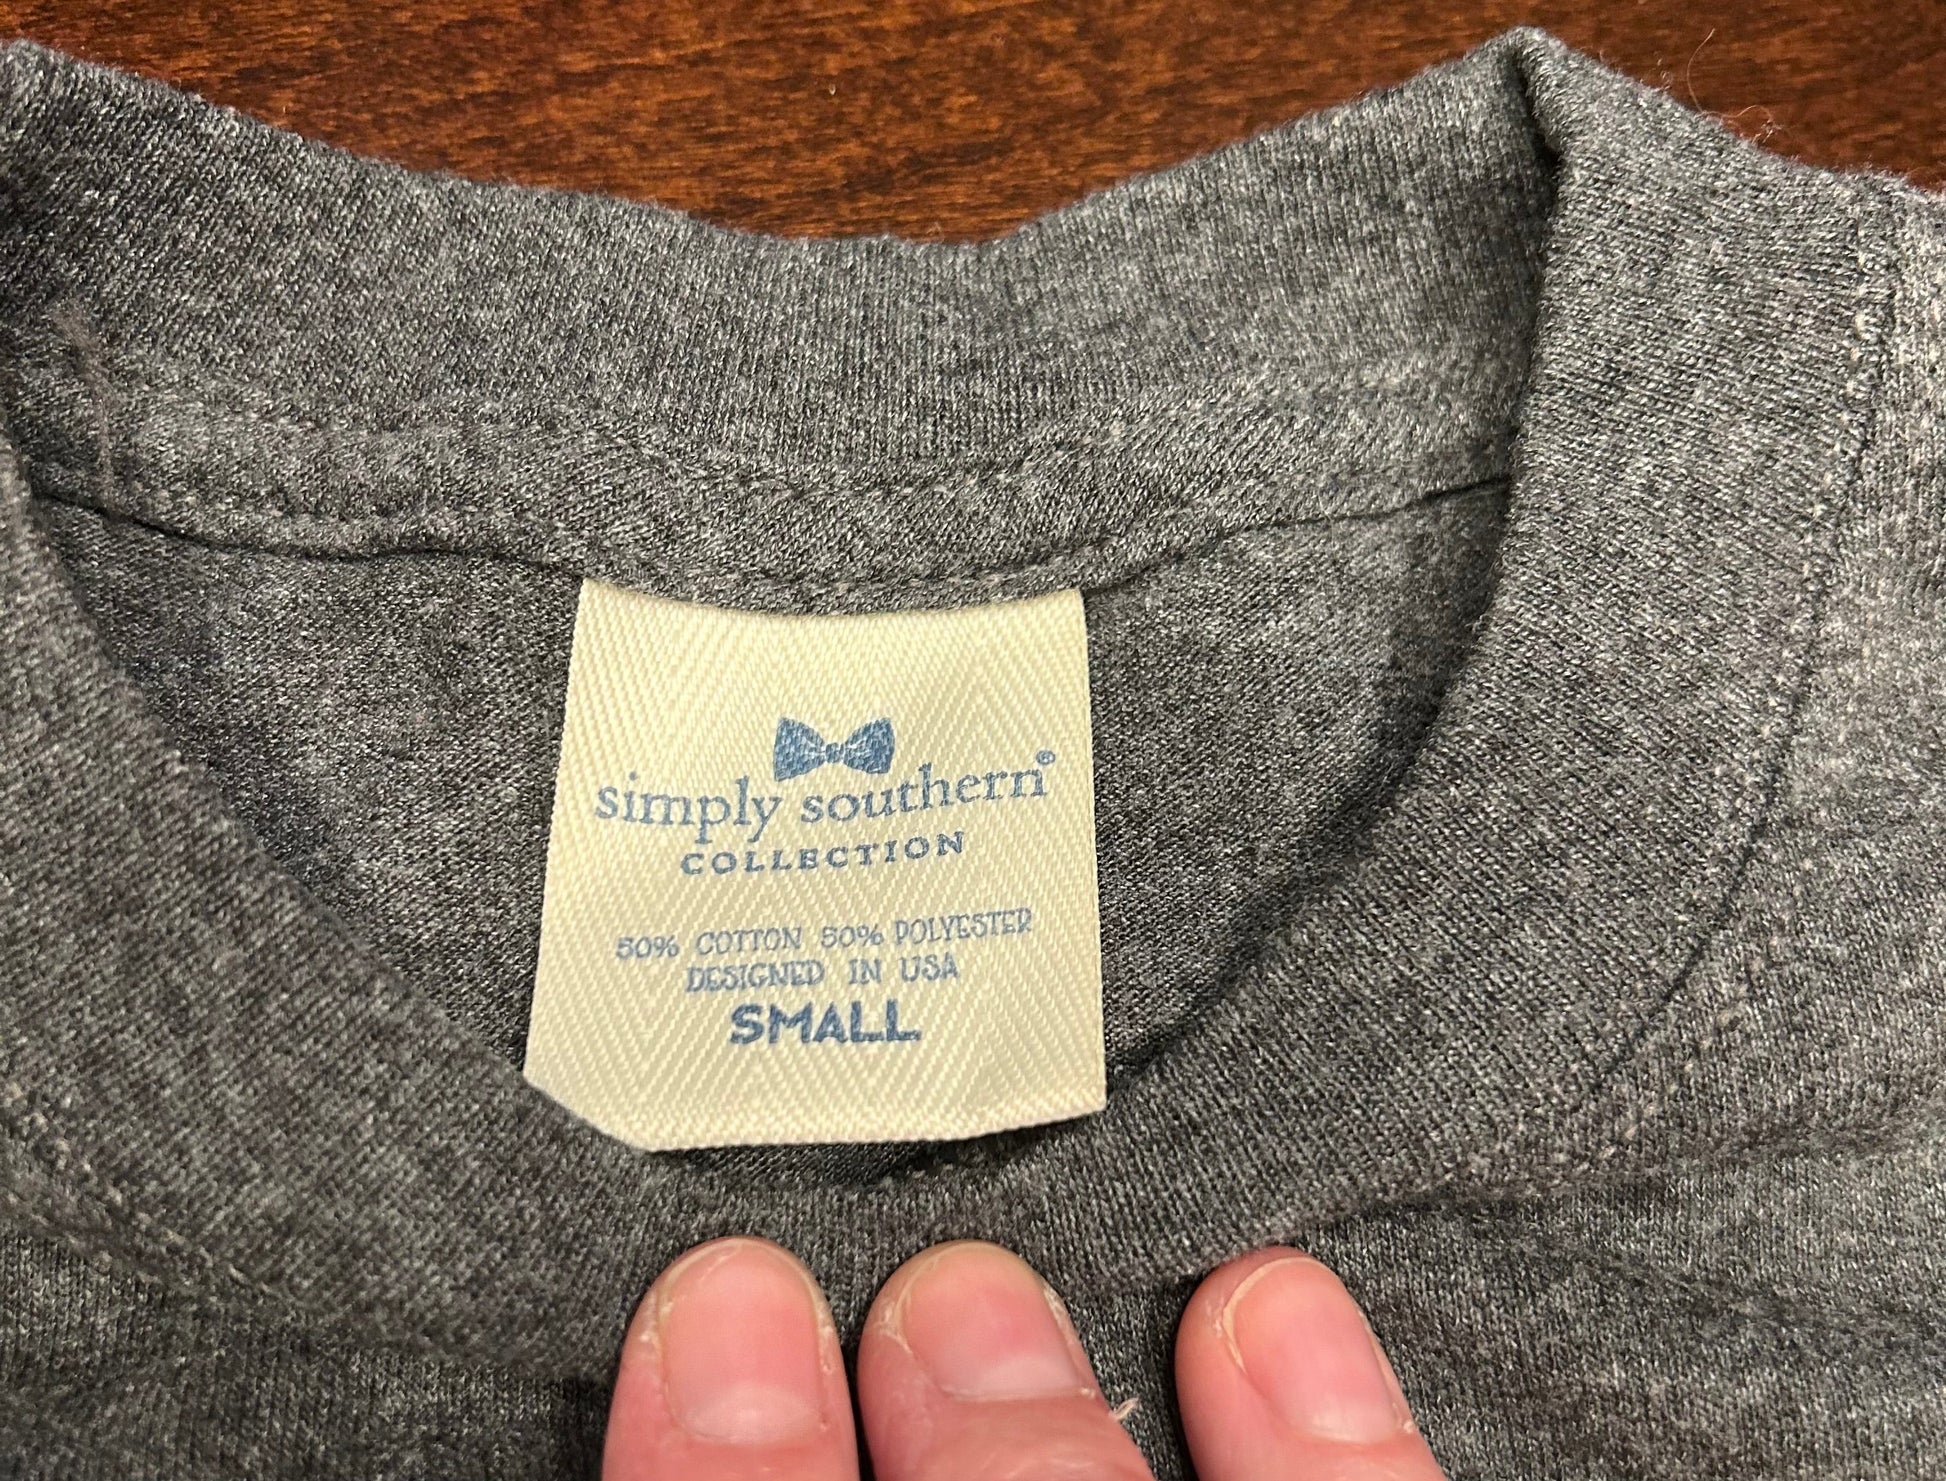 simply southern®
COLLECTION
50% COTTON 50% POLYESTER
DESIGNED IN USA
SMALL